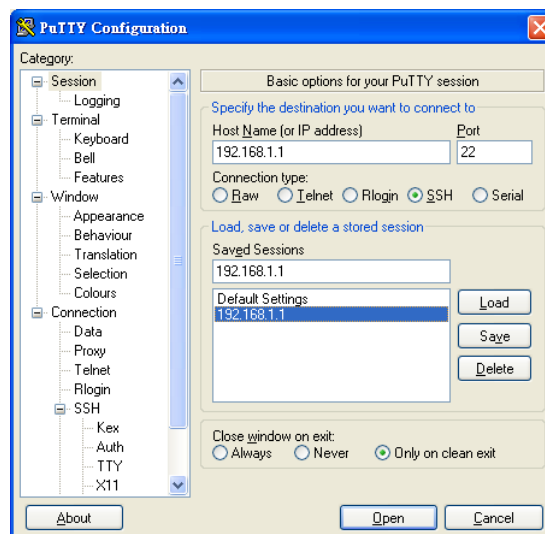 PuTTY Configuration
Category:
Session
Logging
Terminal
Keyboard
Bell
Features
Window
Appearance
Behaviour
Translation
Selection
Colours
Connection
Data
Proxy
Telnet
Rlogin
SSH
Kex
Auth
TTY
X11
Basic options for your PuTTY session
Specify the destination you want to connect to
Host Name (or IP address) Port
192.168.1.1 22
Connection type:
Raw Telnet Rlogin SSH Serial
Load, save or delete a stored session
Saved Sessions
192.168.1.1
Default Settings
192.168.1.1
Load
Save
Delete
Close window on exit:
Always Never Only on clean exit
About Open Cancel